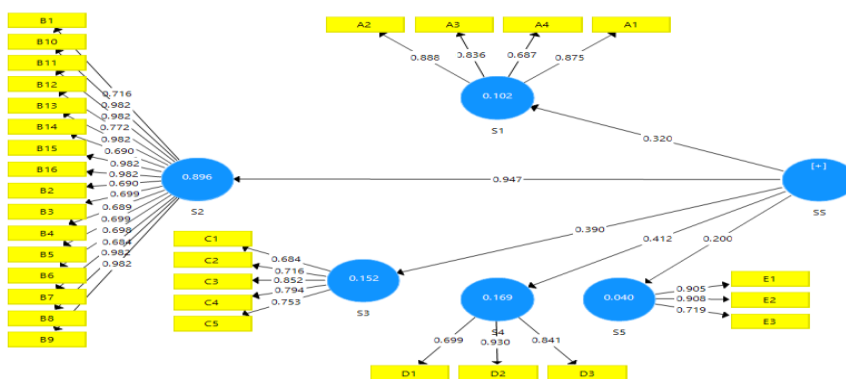 B1
B10
B11
B12
B13
B14
B15
B16
B2
B3
B4
B5
B6
B7
B8
B9
0.716
0.982
0.982
0.772
0.982
0.690
0.982
0.982
0.690
0.699
0.689
0.699
0.698
0.684
0.982
0.982
0.896
S2
A2
A3
A4
A1
0.888
0.836
0.687
0.875
0.102
S1
0.320
0.947
0.390
0.412
0.200
[+]
SS
C1
C2
C3
C4
C5
0.684
0.716
0.852
0.794
0.753
0.152
S3
0.169
S4
0.699
0.930
0.841
D1
D2
D3
0.040
S5
0.905
0.908
0.719
E1
E2
E3